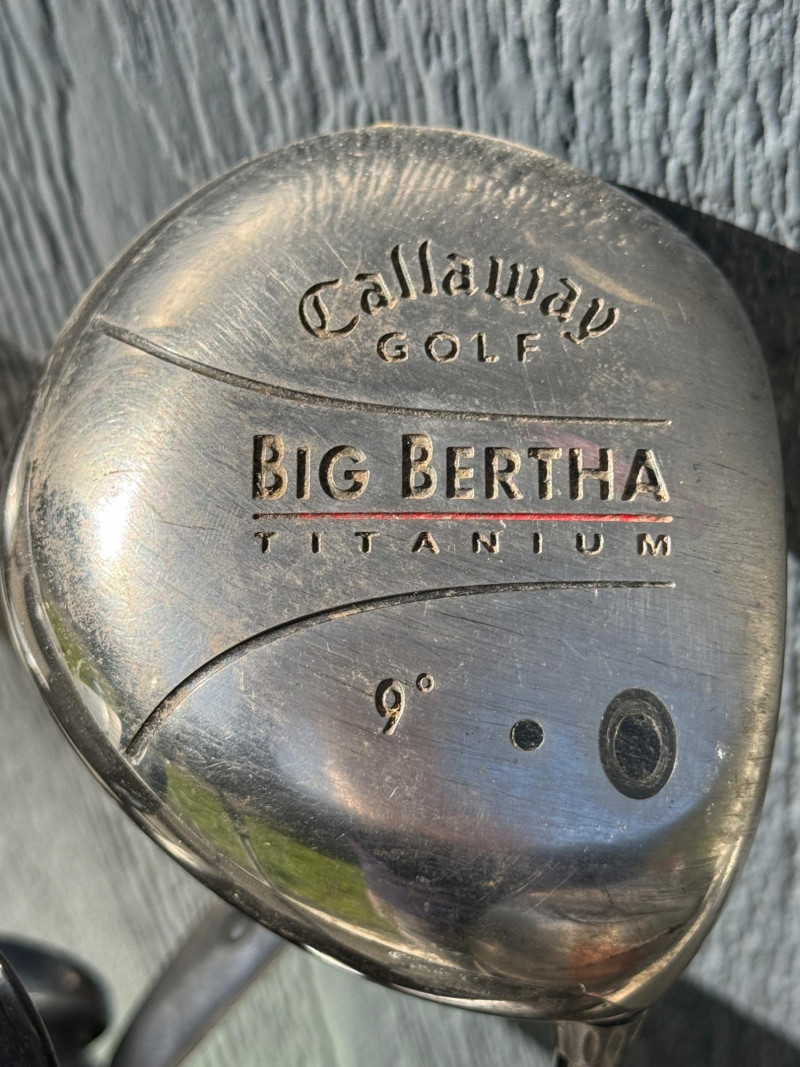 Callaway
GOLF
BIG BERTHA
TITANIUM
9°